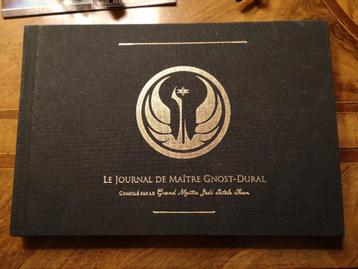 LE JOURNAL DE MAÎTRE GNOST-DURAL
COMPILÉ PAR LE Grand Maître Jedi Satele Shan